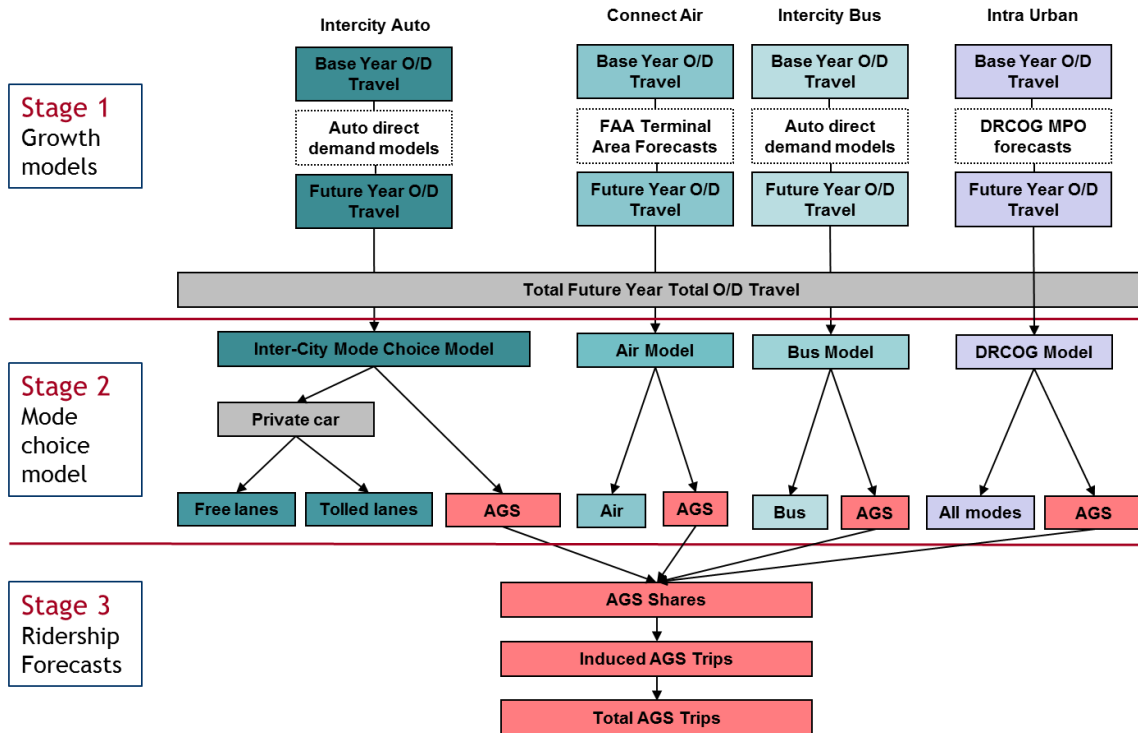 Intercity Auto
Connect Air
Intercity Bus
Intra Urban
Stage 1
Growth
models
Base Year O/D
Travel
Auto direct
demand models
Future Year O/D
Travel
Base Year O/D
Travel
FAA Terminal
Area Forecasts
Future Year O/D
Travel
Base Year O/D
Travel
Auto direct
demand models
Future Year O/D
Travel
Base Year O/D
Travel
DRCOG MPO
forecasts
Future Year O/D
Travel
Total Future Year Total O/D Travel
Stage 2
Mode
choice
model
Inter-City Mode Choice Model
Air Model
Bus Model
DRCOG Model
Private car
Free lanes
Tolled lanes
AGS
Air
AGS
Bus
AGS
All modes
AGS
Stage 3
Ridership
Forecasts
AGS Shares
Induced AGS Trips
Total AGS Trips